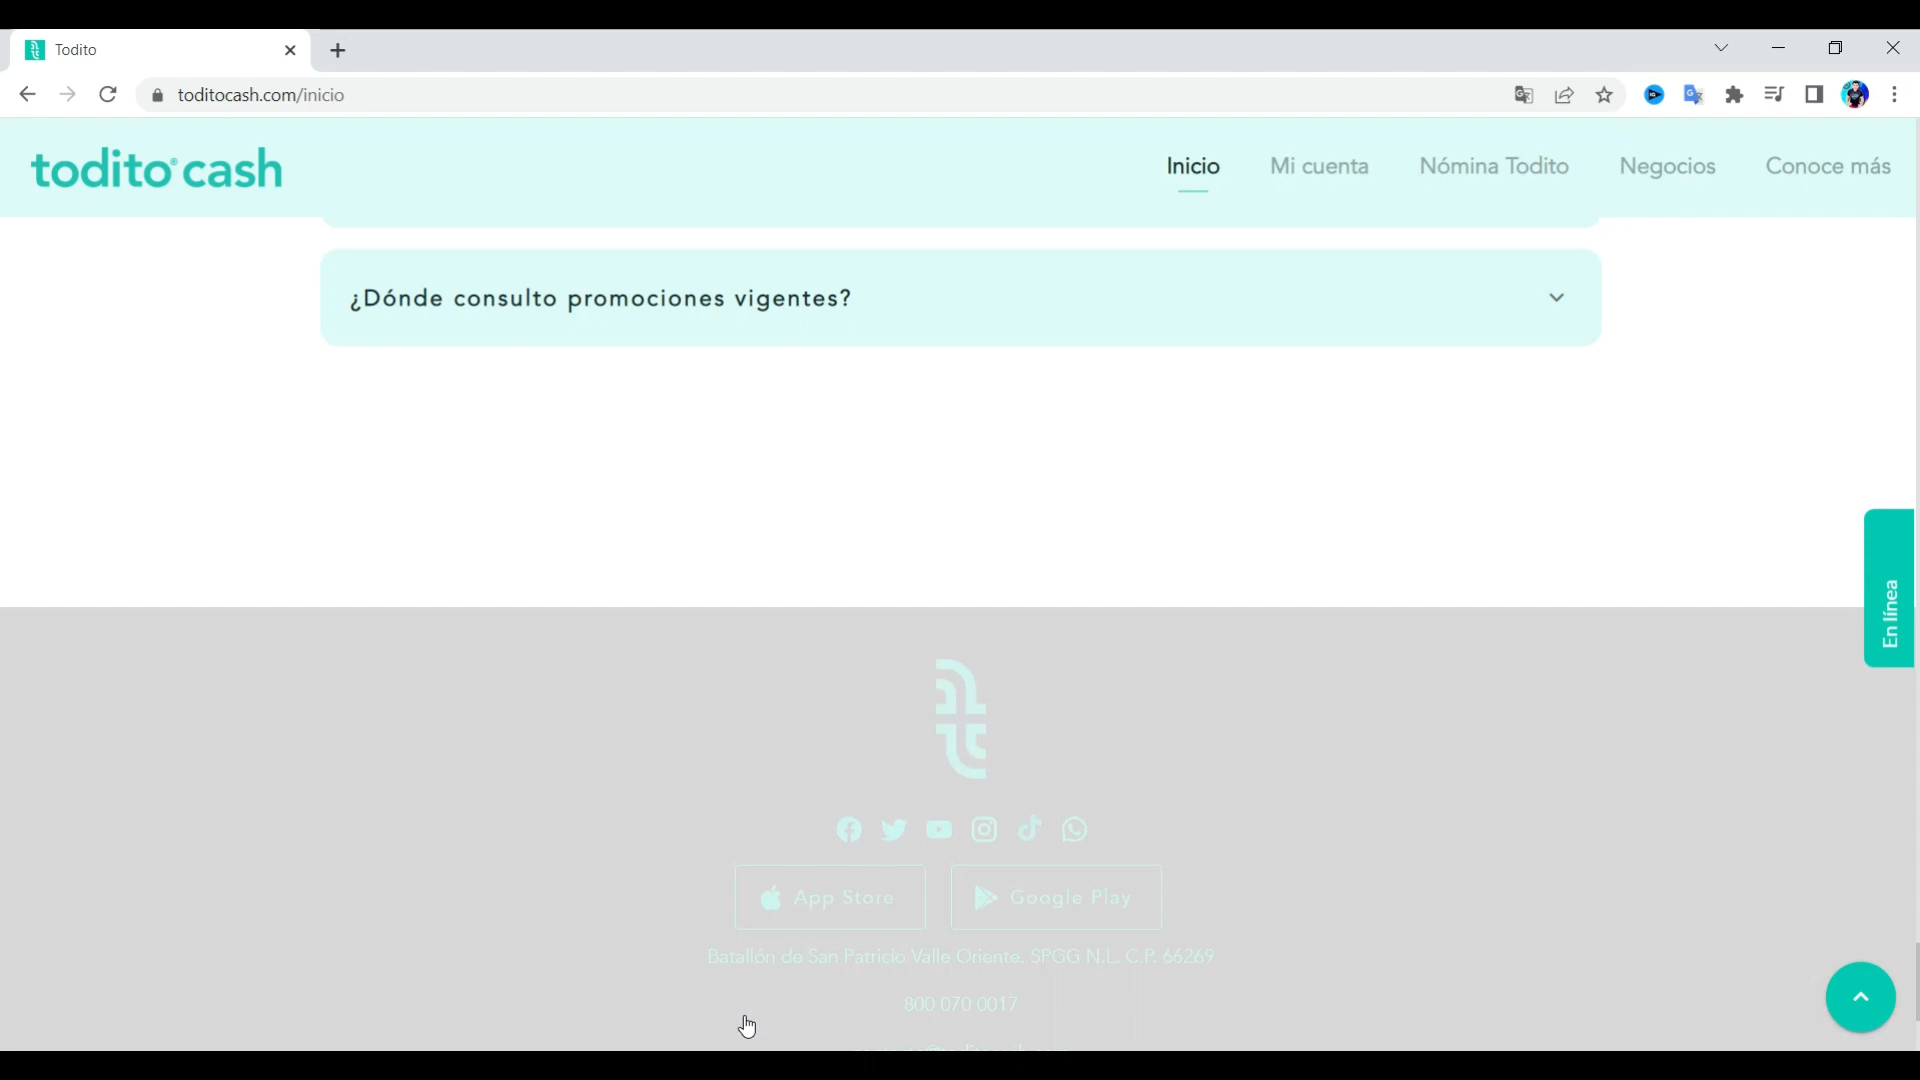 Todito
toditocash.com/inicio
todito® cash
Inicio
Mi cuenta
Nómina Todito
Negocios
Conoce más
¿Dónde consulto promociones vigentes?
En línea
App Store
Google Play
Batallón de San Patricio Valle Oriente. SPGG N.L. C.P. 66269
800 070 0017